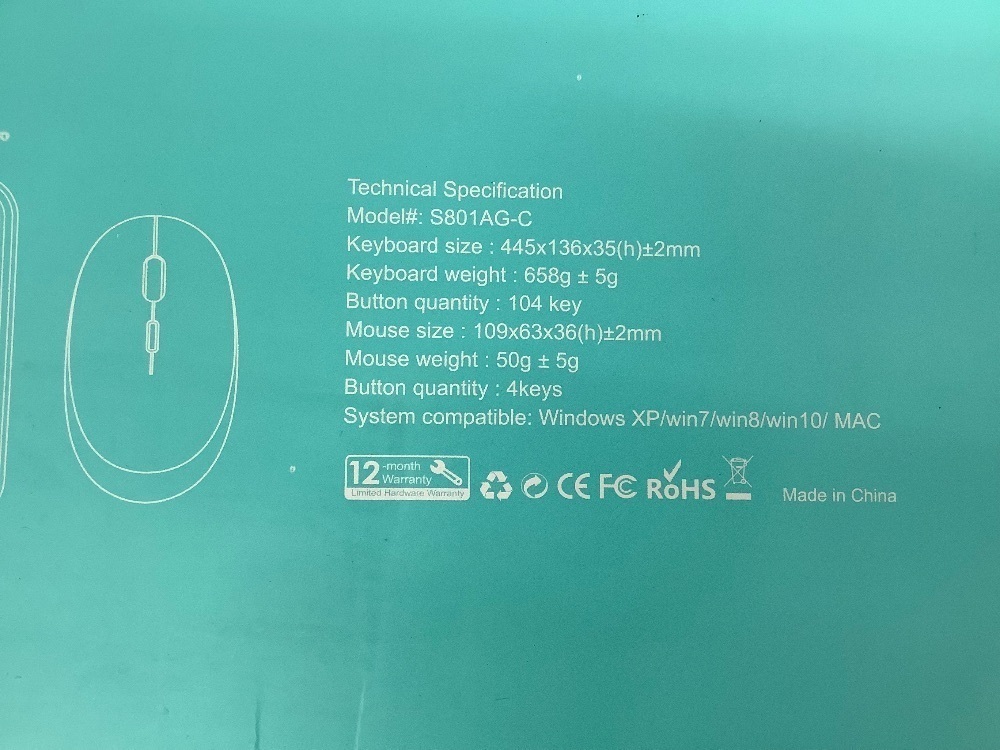 Technical Specification
Model#: S801AG-C
Keyboard size : 445x136x35(h)±2mm
Keyboard weight : 658g ± 5g
Button quantity : 104 key
Mouse size : 109x63x36(h)±2mm
Mouse weight : 50g ± 5g
Button quantity : 4keys
System compatible: Windows XP/win7/win8/win10/ MAC
12 -month
Warranty
Limited Hardware Warranty
CE FC RoHS
Made in China